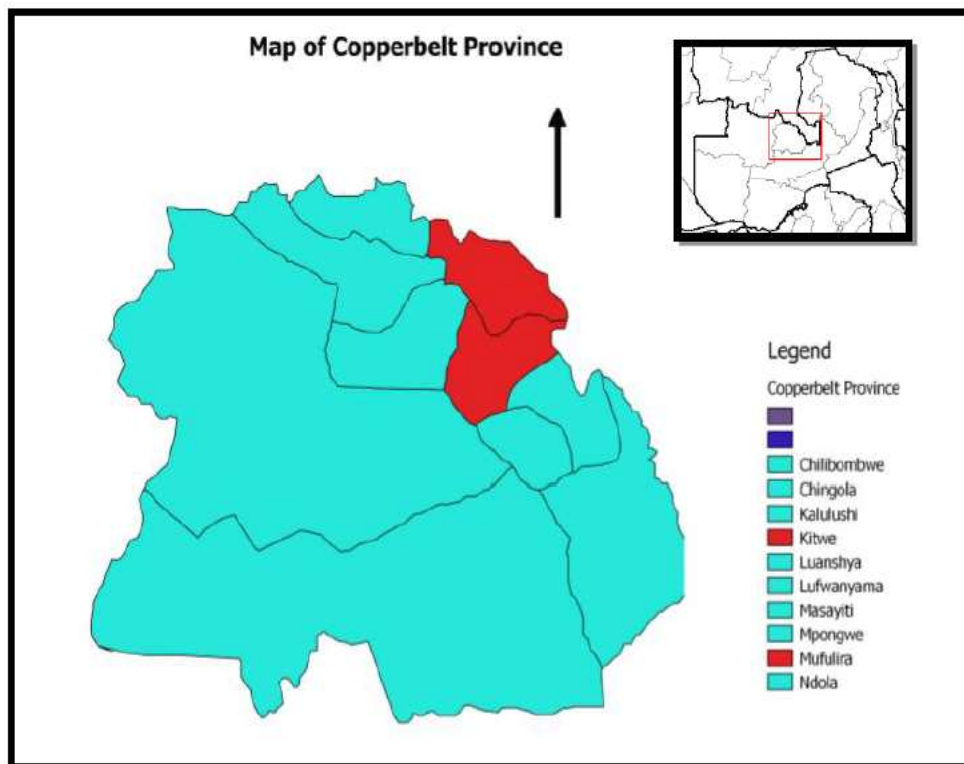 Map of Copperbelt Province
Legend
Copperbelt Province
Chilibombwe
Chingola
Kalulushi
Kitwe
Luanshya
Lufwanyama
Masayiti
Mpongwe
Mufulira
Ndola